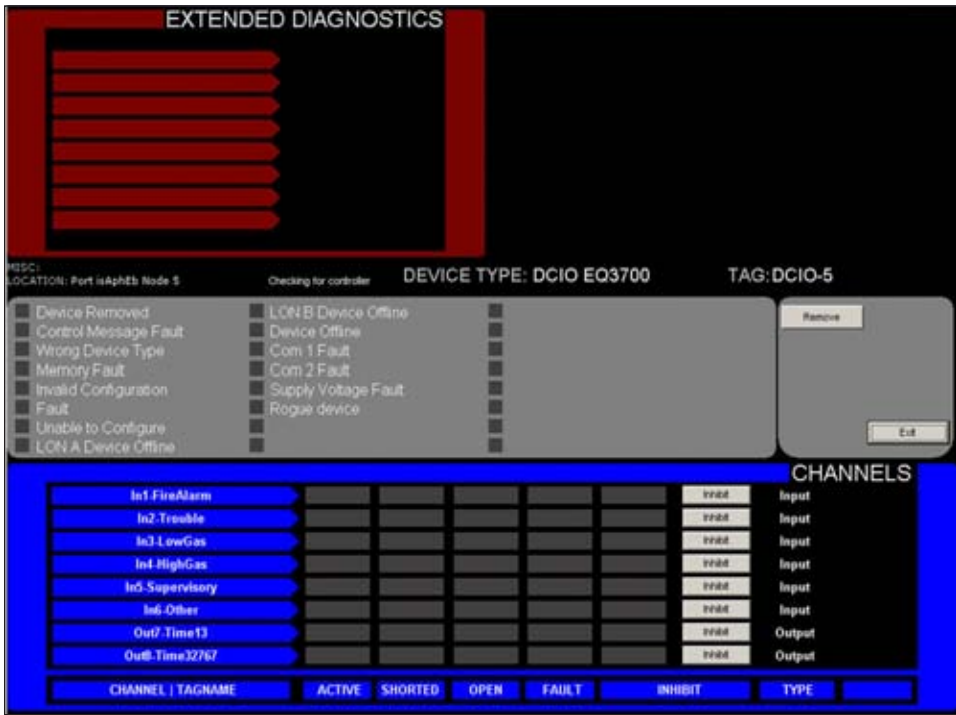 EXTENDED DIAGNOSTICS
MISC:
LOCATION: Port isAphEb Node 5 Checking for controller DEVICE TYPE: DCIO EQ3700 TAG:DCIO-5
Device Removed LON B Device Offline
Control Message Fault Device Offline
Wrong Device Type Com 1 Fault
Memory Fault Com 2 Fault
Invalid Configuration Supply Voltage Fault
Fault Rogue device
Unable to Configure
LON A Device Offline
Remove
Exit
CHANNELS
In1-FireAlarm Inhibit Input
In2-Trouble Inhibit Input
In3-LowGas Inhibit Input
In4-HighGas Inhibit Input
In5-Supervisory Inhibit Input
In6-Other Inhibit Input
Out7-Time13 Inhibit Output
Out8-Time32767 Inhibit Output
CHANNEL | TAGNAME ACTIVE SHORTED OPEN FAULT INHIBIT TYPE